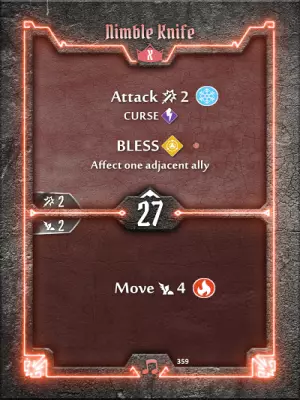 Nimble Knife
X
Attack 2
CURSE
BLESS
Affect one adjacent ally
2
27
2
Move 4
359